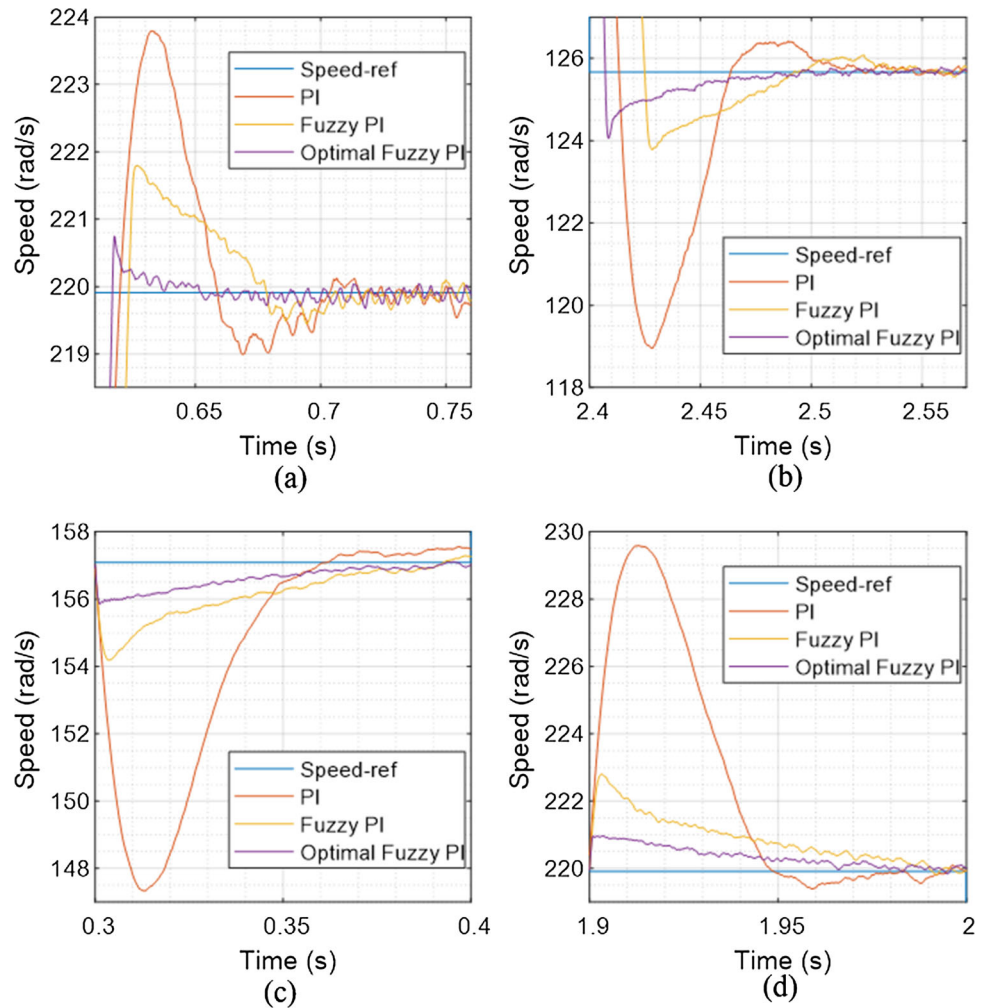 224
223
222
221
220
219
Speed (rad/s)
Speed-ref
PI
Fuzzy PI
Optimal Fuzzy PI
0.65
0.7
0.75
Time (s)
(a)
126
124
122
120
118
Speed (rad/s)
Speed-ref
PI
Fuzzy PI
Optimal Fuzzy PI
2.4
2.45
2.5
2.55
Time (s)
(b)
158
156
154
152
150
148
Speed (rad/s)
Speed-ref
PI
Fuzzy PI
Optimal Fuzzy PI
0.3
0.35
0.4
Time (s)
(c)
230
228
226
224
222
220
Speed (rad/s)
Speed-ref
PI
Fuzzy PI
Optimal Fuzzy PI
1.9
1.95
2
Time (s)
(d)